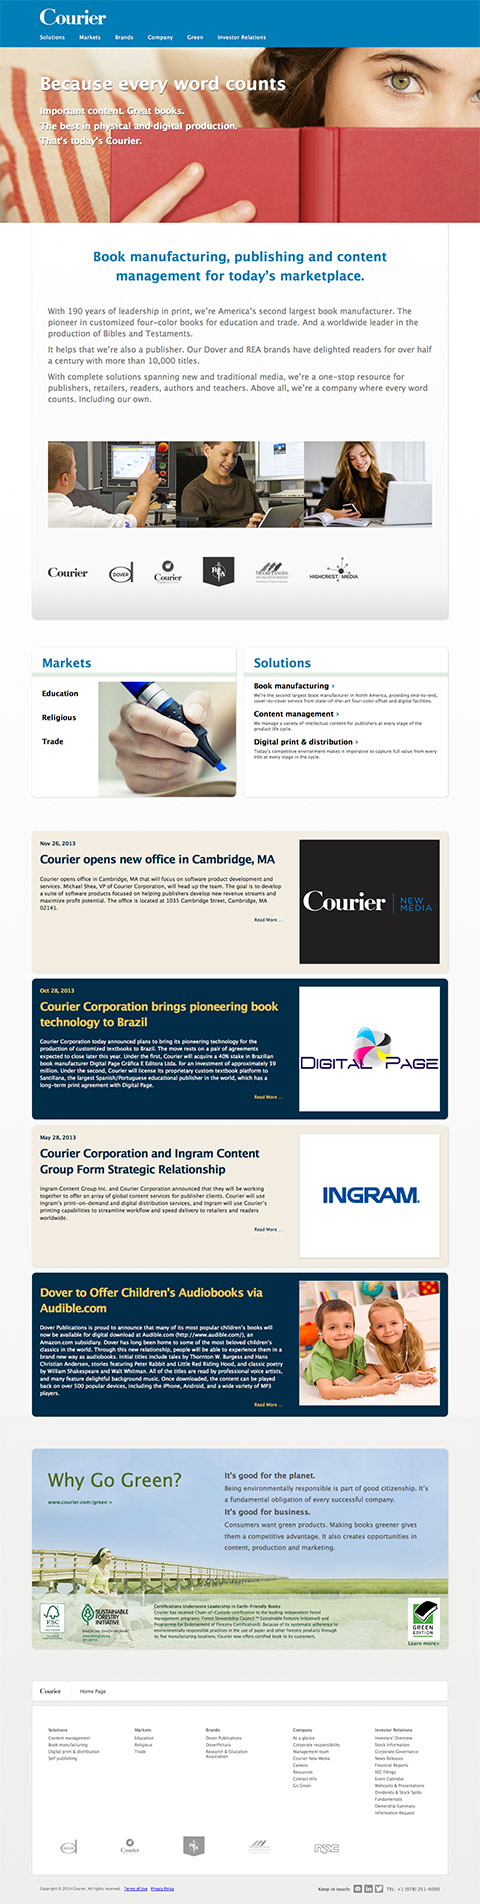 Courier
Solutions Markets Brands Company Green Investor Relations
Because every word counts
Important content. Great books.
The best in physical and digital production.
That's today's Courier.
Book manufacturing, publishing and content
management for today's marketplace.
With 190 years of leadership in print, we're America's second largest book manufacturer. The
pioneer in customized four-color books for education and trade. And a worldwide leader in the
production of Bibles and Testaments.
It helps that we're also a publisher. Our Dover and REA brands have delighted readers for over half
a century with more than 10,000 titles.
With complete solutions spanning new and traditional media, we're a one-stop resource for
publishers, retailers, readers, authors and teachers. Above all, we're a company where every word
counts. Including our own.
Courier DOVER Courier REA MOORE LANGEN HIGHCREST MEDIA
Markets
Education
Religious
Trade
Solutions
Book manufacturing ›
We're the second largest book manufacturer in North America, providing end-to-end,
cover-to-cover service from state-of-the-art four-color offset and digital facilities.
Content management ›
We manage a variety of intellectual content for publishers at every stage of the
product life cycle.
Digital print & distribution ›
Today's competitive environment makes it imperative to capture full value from every
title at every stage in the cycle.
Nov 26, 2013
Courier opens new office in Cambridge, MA
Courier opens office in Cambridge, MA that will focus on software product development and
services. Michael Shea, VP of Courier Corporation, will head up the team. The goal is to develop
a suite of software products focused on helping publishers develop new revenue streams and
maximize profit potential. The office is located at 1035 Cambridge Street, Cambridge, MA
02141.
Read More ...
Courier | NEW
MEDIA
Oct 28, 2013
Courier Corporation brings pioneering book
technology to Brazil
Courier Corporation today announced plans to bring its pioneering technology for the
production of customized textbooks to Brazil. The move rests on a pair of agreements
expected to close later this year. Under the first, Courier will acquire a 40% stake in Brazilian
book manufacturer Digital Page Gráfica E Editora Ltda. for an investment of approximately $9
million. Under the second, Courier will license its proprietary custom textbook platform to
Santillana, the largest Spanish/Portuguese educational publisher in the world, which has a
long-term print agreement with Digital Page.
Read More ...
DIGITAL PAGE
May 28, 2013
Courier Corporation and Ingram Content
Group Form Strategic Relationship
Ingram Content Group Inc. and Courier Corporation announced that they will be working
together to offer an array of global content services for publisher clients. Courier will use
Ingram's print-on-demand and digital distribution services, and Ingram will use Courier's
printing capabilities to streamline workflow and speed delivery to retailers and readers
worldwide.
Read More ...
INGRAM
Dover to Offer Children's Audiobooks via
Audible.com
Dover Publications is proud to announce that many of its most popular children's books will
now be available for digital download at Audible.com (http://www.audible.com/), an
Amazon.com subsidiary. Dover has long been home to some of the most beloved children's
classics in the world. Through this new relationship, people will be able to experience them in a
brand new way as audiobooks. Initial titles include tales by Thornton W. Burgess and Hans
Christian Andersen, stories featuring Peter Rabbit and Little Red Riding Hood, and classic poetry
by William Shakespeare and Walt Whitman. All of the titles are read by professional voice artists,
and many feature delightful background music. Once downloaded, the content can be played
back on over 500 popular devices, including the iPhone, Android, and a wide variety of MP3
players.
Read More ...
Why Go Green?
www.courier.com/green >
It's good for the planet.
Being environmentally responsible is part of good citizenship. It's
a fundamental obligation of every successful company.
It's good for business.
Consumers want green products. Making books greener gives
them a competitive advantage. It also creates opportunities in
content, production and marketing.
FSC
SUSTAINABLE
FORESTRY
INITIATIVE
Certifications Underscore Leadership in Earth-Friendly Books
Courier has received Chain-of-Custody certification to the leading independent forest
management programs: Forest Stewardship Council™ Sustainable Forestry Initiative® and
Programme for Endorsement of Forestry Certification®. Because of its systematic adherence to
environmentally responsible practices in the use of paper and other forestry products through
its five manufacturing locations, Courier now offers certified book to its customers.
GREEN
EDITION
Learn more>
Courier Home Page
Solutions
Content management
Book manufacturing
Digital print & distribution
Self publishing
Markets
Education
Religious
Trade
Brands
Dover Publications
DoverPictura
Research & Education
Association
Company
At a glance
Corporate responsibility
Management team
Courier New Media
Careers
Resources
Contact Info
Go Green
Investor Relations
Investors' Overview
Stock Information
Corporate Governance
News Releases
Financial Reports
SEC Filings
Event Calendar
Webcasts & Presentations
Dividends & Stock Splits
Fundamentals
Ownership Summary
Information Request
DOVER Courier REA npc
Copyright © 2014 Courier. All rights reserved. Terms of Use Privacy Policy
Keep in touch: TEL: +1 (978) 251-6000